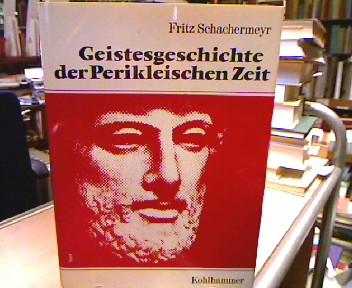 Fritz Schachermeyr
Geistesgeschichte
der Perikleischen Zeit
Kohlhammer